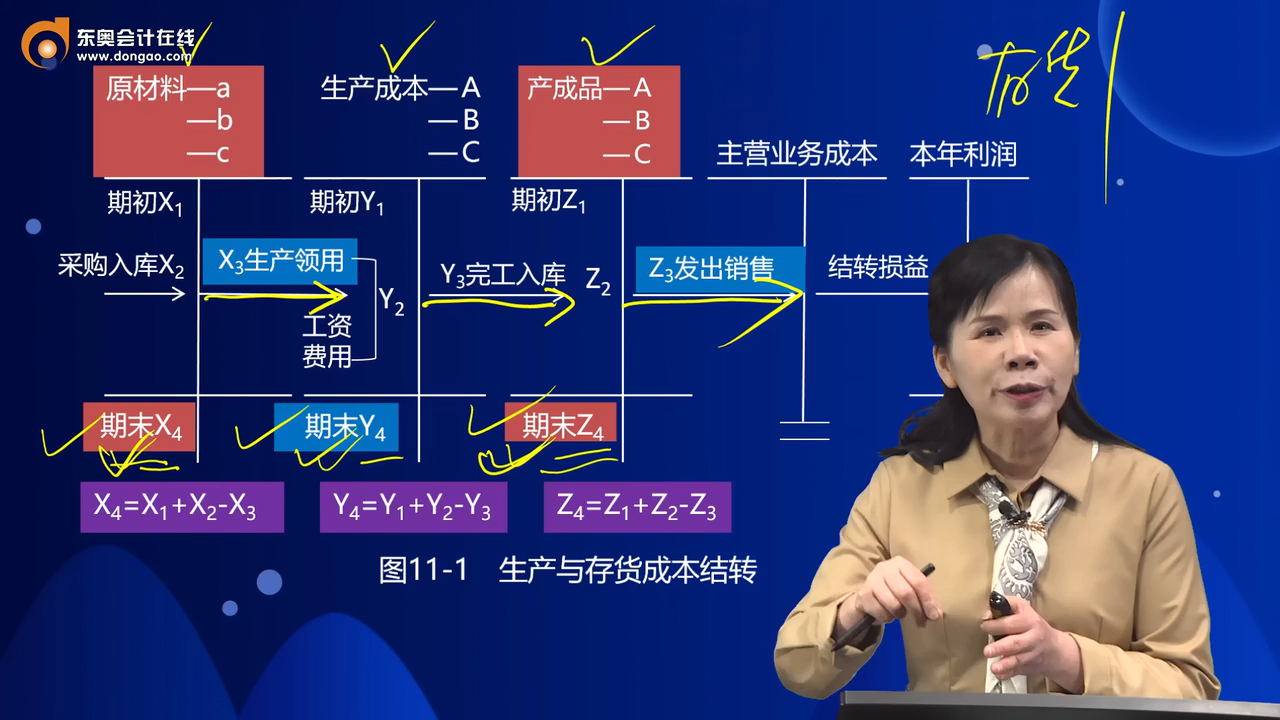 东奥会计在线
www.dongao.com
原材料—a
—b
—c
生产成本—A
—B
—C
产成品—A
—B
—C
主营业务成本
本年利润
期初X₁
期初Y₁
期初Z₁
采购入库X₂
X₃生产领用
工资
费用
Y₂
Y₃完工入库
Z₂
Z₃发出销售
结转损益
期末X₄
期末Y₄
期末Z₄
X₄=X₁+X₂-X₃
Y₄=Y₁+Y₂-Y₃
Z₄=Z₁+Z₂-Z₃
图11-1 生产与存货成本结转